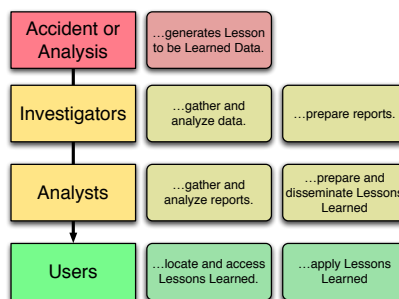 Accident or
Analysis
…generates Lesson
to be Learned Data.
Investigators
…gather and
analyze data.
…prepare reports.
Analysts
…gather and
analyze reports.
…prepare and
disseminate Lessons
Learned
Users
…locate and access
Lessons Learned.
…apply Lessons
Learned